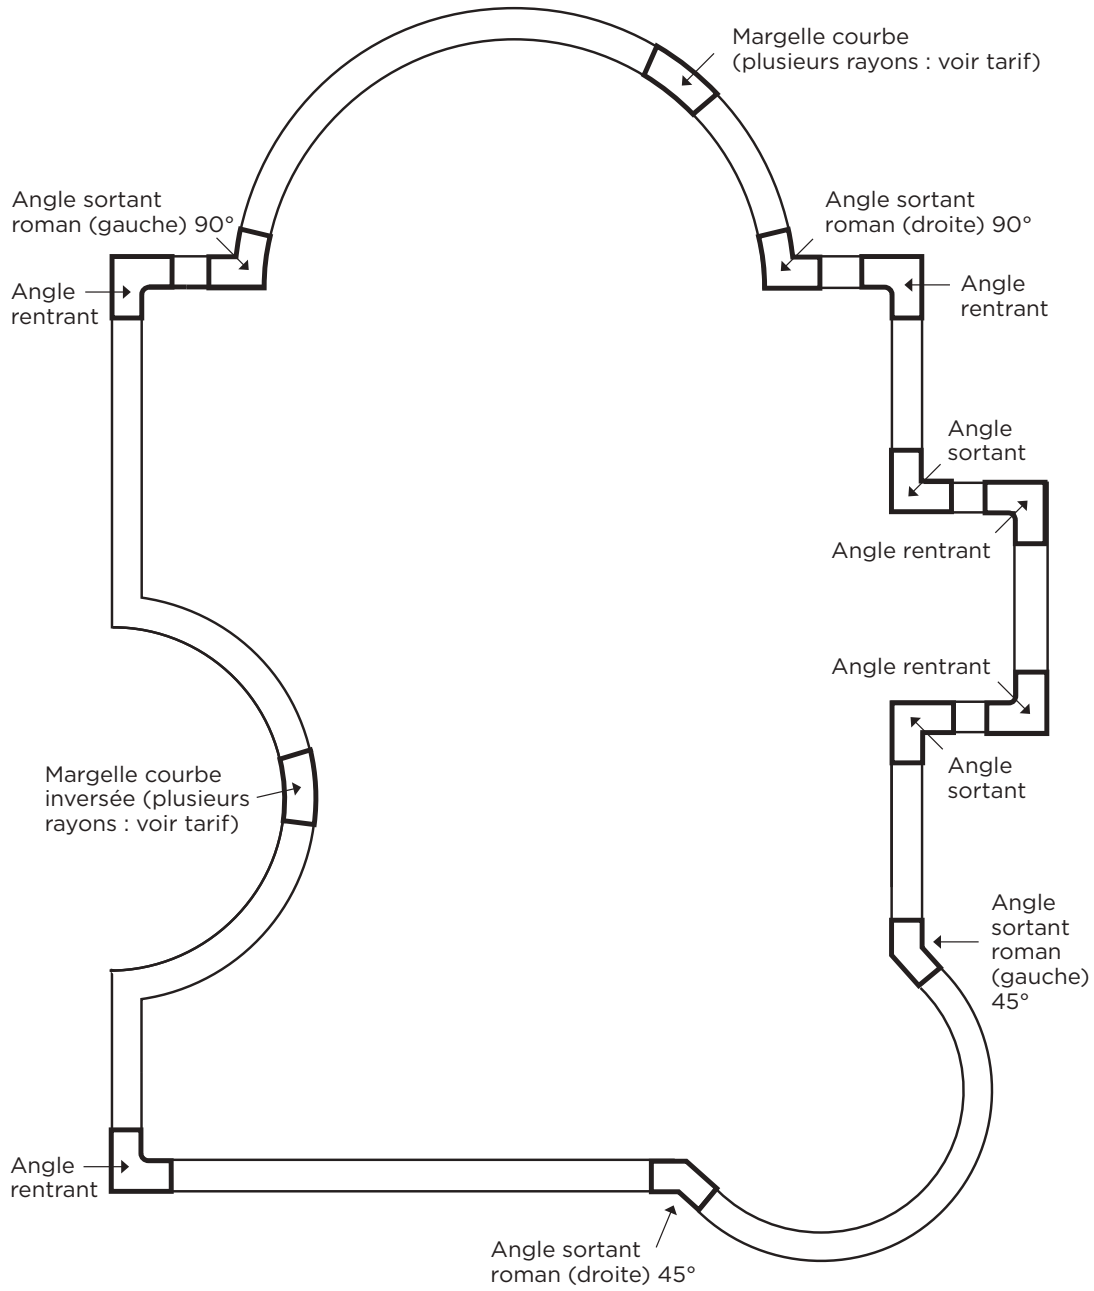 Margelle courbe
(plusieurs rayons : voir tarif)
Angle sortant
roman (gauche) 90°
Angle sortant
roman (droite) 90°
Angle
rentrant
Angle
rentrant
Angle
sortant
Angle rentrant
Angle rentrant
Angle
sortant
Margelle courbe
inversée (plusieurs
rayons : voir tarif)
Angle
sortant
roman
(gauche)
45°
Angle
rentrant
Angle sortant
roman (droite) 45°